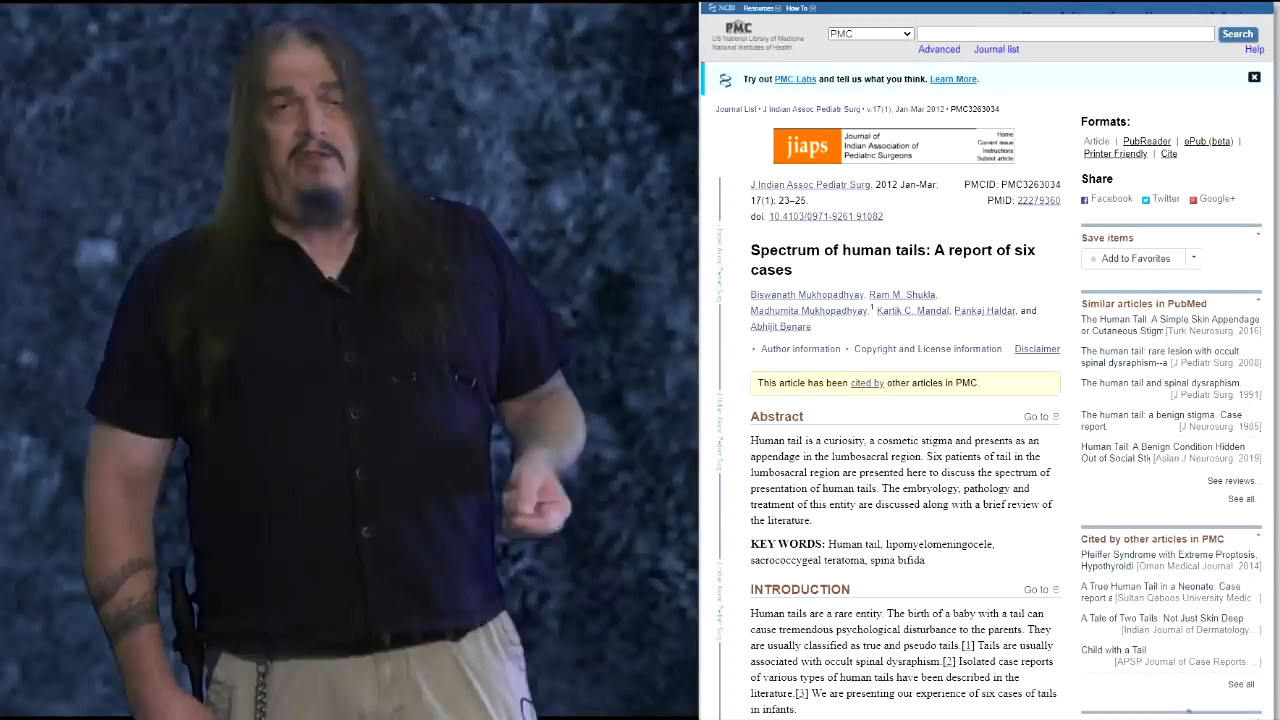 NCBI Resources How To
PMC
US National Library of Medicine
National Institutes of Health
PMC
Search
Advanced Journal list
Help
Try out PMC Labs and tell us what you think. Learn More.
Journal List • J Indian Assoc Pediatr Surg • v.17(1); Jan-Mar 2012 • PMC3263034
jiaps
Journal of
Indian Association of
Pediatric Surgeons
Home
Current issue
Instructions
Submit article
J Indian Assoc Pediatr Surg. 2012 Jan-Mar;
17(1): 23–25.
doi: 10.4103/0971-9261.91082
PMCID: PMC3263034
PMID: 22279360
Spectrum of human tails: A report of six
cases
Biswanath Mukhopadhyay, Ram M. Shukla,
Madhumita Mukhopadhyay,1 Kartik C. Mandal, Pankaj Haldar, and
Abhijit Benare
Author information Copyright and License information Disclaimer
This article has been cited by other articles in PMC.
Abstract
Go to
Human tail is a curiosity, a cosmetic stigma and presents as an
appendage in the lumbosacral region. Six patients of tail in the
lumbosacral region are presented here to discuss the spectrum of
presentation of human tails. The embryology, pathology and
treatment of this entity are discussed along with a brief review of
the literature.
KEY WORDS: Human tail, lipomyelomeningocele,
sacrococcygeal teratoma, spina bifida
INTRODUCTION
Go to
Human tails are a rare entity. The birth of a baby with a tail can
cause tremendous psychological disturbance to the parents. They
are usually classified as true and pseudo tails.[1] Tails are usually
associated with occult spinal dysraphism.[2] Isolated case reports
of various types of human tails have been described in the
literature.[3] We are presenting our experience of six cases of tails
in infants.
Formats:
Article | PubReader | ePub (beta) |
Printer Friendly | Cite
Share
Facebook Twitter Google+
Save items
Add to Favorites
Similar articles in PubMed
The Human Tail: A Simple Skin Appendage
or Cutaneous Stigm [Turk Neurosurg. 2016]
The human tail: rare lesion with occult
spinal dysraphism--a [J Pediatr Surg. 2008]
The human tail and spinal dysraphism
[J Pediatr Surg. 1991]
The human tail: a benign stigma. Case
report. [J Neurosurg. 1985]
Human Tail: A Benign Condition Hidden
Out of Social Sti [Asian J Neurosurg. 2019]
See reviews...
See all...
Cited by other articles in PMC
Pfeiffer Syndrome with Extreme Proptosis,
Hypothyroidi [Oman Medical Journal. 2014]
A True Human Tail in a Neonate: Case
report a [Sultan Qaboos University Medic...]
A Tale of Two Tails: Not Just Skin Deep
[Indian Journal of Dermatology...]
Child with a Tail
[APSP Journal of Case Reports. ...]
See all...